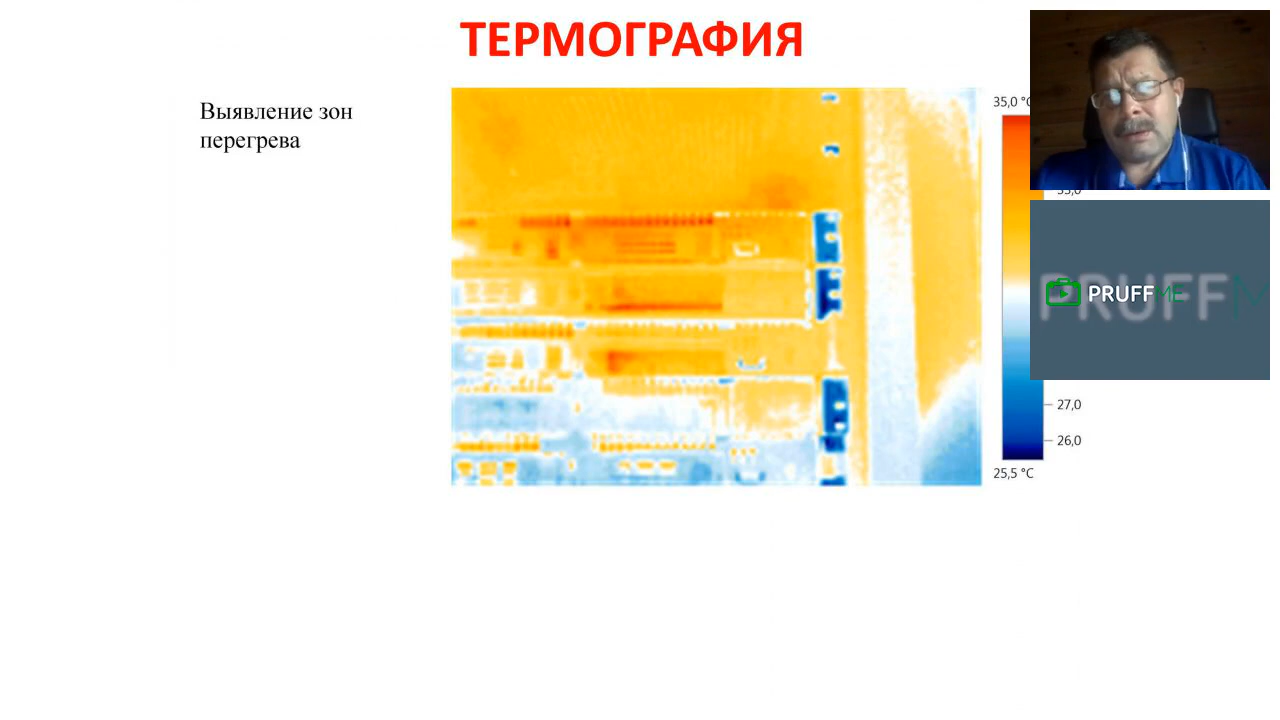 ТЕРМОГРАФИЯ
Выявление зон
перегрева
35,0 °C
27,0
26,0
25,5 °C
PRUFFME